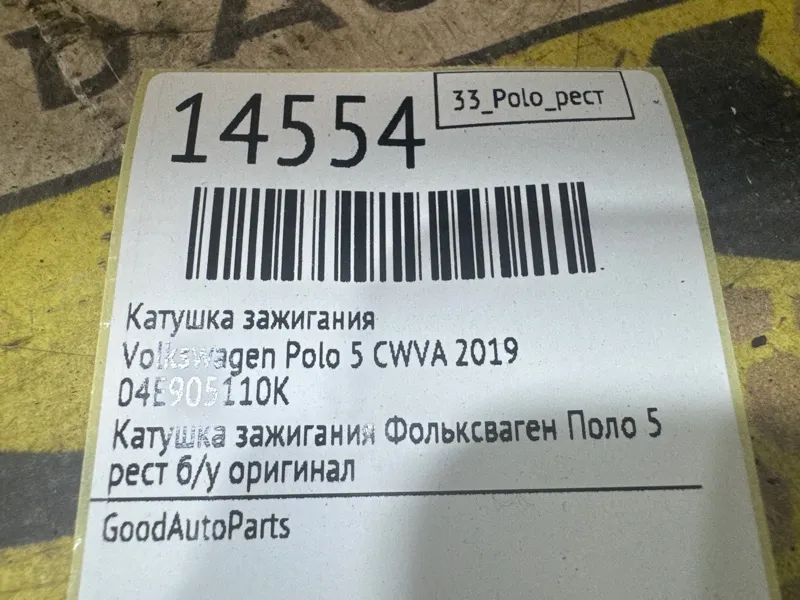 14554
33_Polo_рест
Катушка зажигания
Volkswagen Polo 5 CWVA 2019
04E905110K
Катушка зажигания Фольксваген Поло 5
рест б/у оригинал
GoodAutoParts